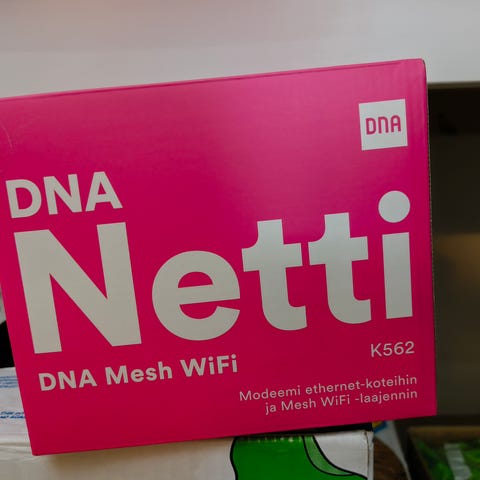 DNA
DNA
Netti
K562
DNA Mesh WiFi
Modeemi ethernet-koteihin
ja Mesh WiFi -laajennin